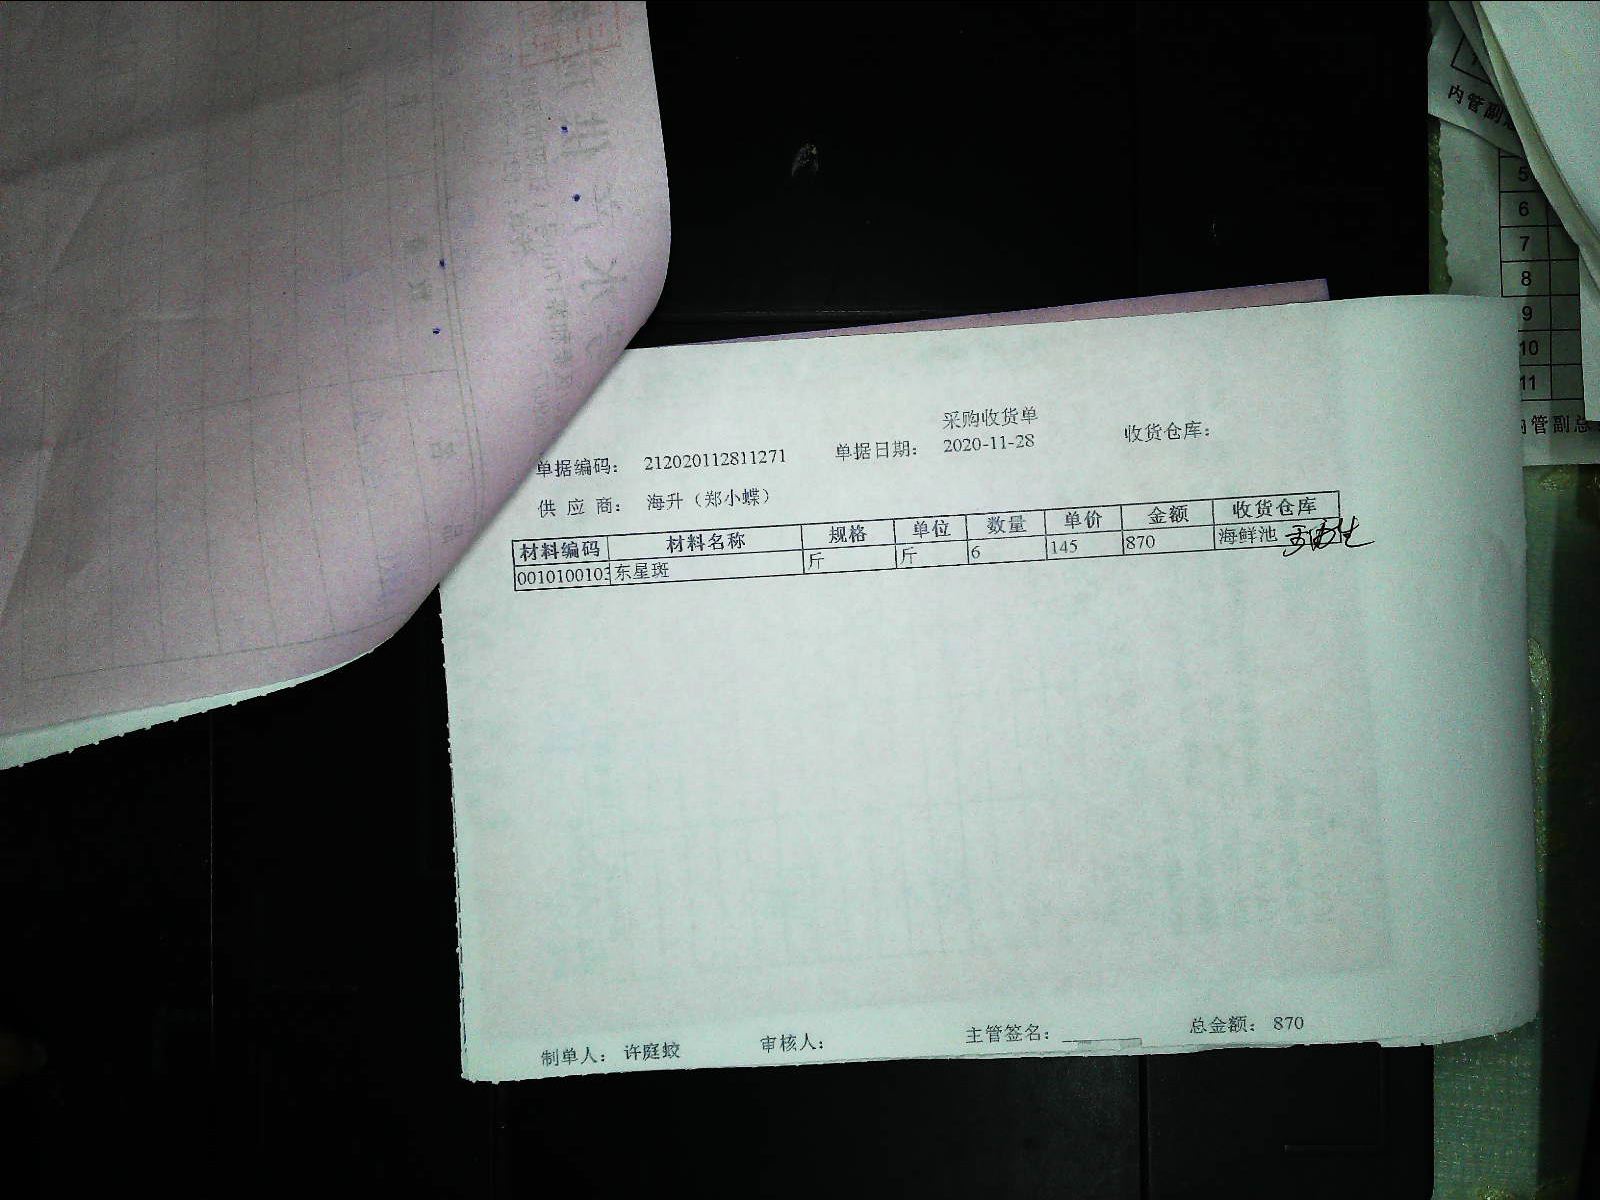 采购收货单
单据编码： 212020112811271 单据日期： 2020-11-28 收货仓库：
供 应 商： 海升（郑小蝶）
材料编码 材料名称 规格 单位 数量 单价 金额 收货仓库
0010100103 东星斑 斤 斤 6 145 870 海鲜池
制单人： 许庭蛟 审核人： 主管签名： 总金额： 870
内管副
5
6
7
8
9
10
11
内管副总